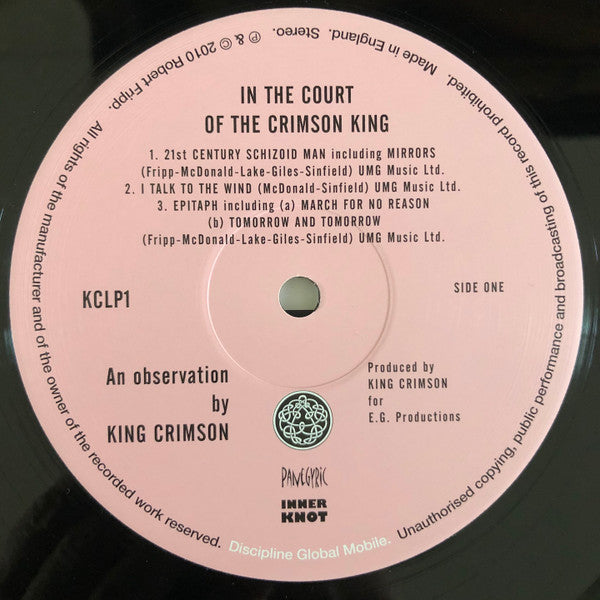 IN THE COURT
OF THE CRIMSON KING
1. 21st CENTURY SCHIZOID MAN including MIRRORS
(Fripp-McDonald-Lake-Giles-Sinfield) UMG Music Ltd.
2. I TALK TO THE WIND (McDonald-Sinfield) UMG Music Ltd.
3. EPITAPH including (a) MARCH FOR NO REASON
(b) TOMORROW AND TOMORROW
(Fripp-McDonald-Lake-Giles-Sinfield) UMG Music Ltd.
KCLP1
SIDE ONE
An observation
by
KING CRIMSON
Produced by
KING CRIMSON
for
E.G. Productions
PANEGYRIC
INNER
KNOT
All rights of the manufacturer and of the owner of the recorded work reserved. Discipline Global Mobile. Unauthorised copying, public performance and broadcasting of this record prohibited. Made in England. Stereo. ℗ & © 2010 Robert Fripp.